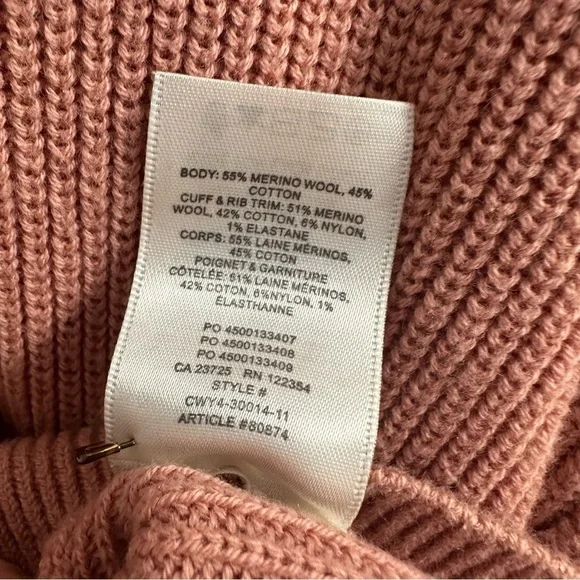 BODY: 55% MERINO WOOL, 45%
COTTON
CUFF & RIB TRIM: 51% MERINO
WOOL, 42% COTTON, 6% NYLON,
1% ELASTANE
CORPS: 55% LAINE MÉRINOS,
45% COTON
POIGNET & GARNITURE
CÔTELÉE: 51% LAINE MÉRINOS,
42% COTON, 6%NYLON, 1%
ÉLASTHANNE
PO 4500133407
PO 4500133408
PO 4500133409
CA 23725 RN 122354
STYLE #
CWY4-30014-11
ARTICLE #80874